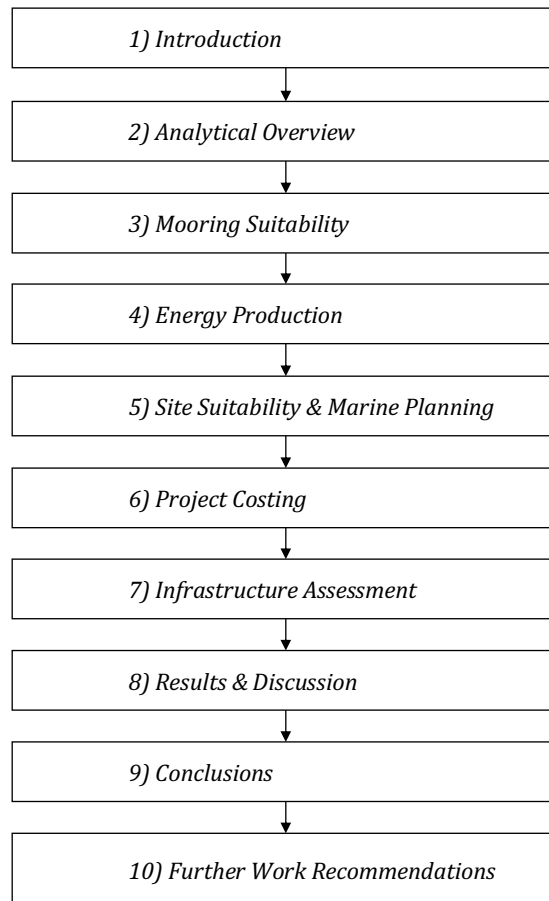 1) Introduction
2) Analytical Overview
3) Mooring Suitability
4) Energy Production
5) Site Suitability & Marine Planning
6) Project Costing
7) Infrastructure Assessment
8) Results & Discussion
9) Conclusions
10) Further Work Recommendations